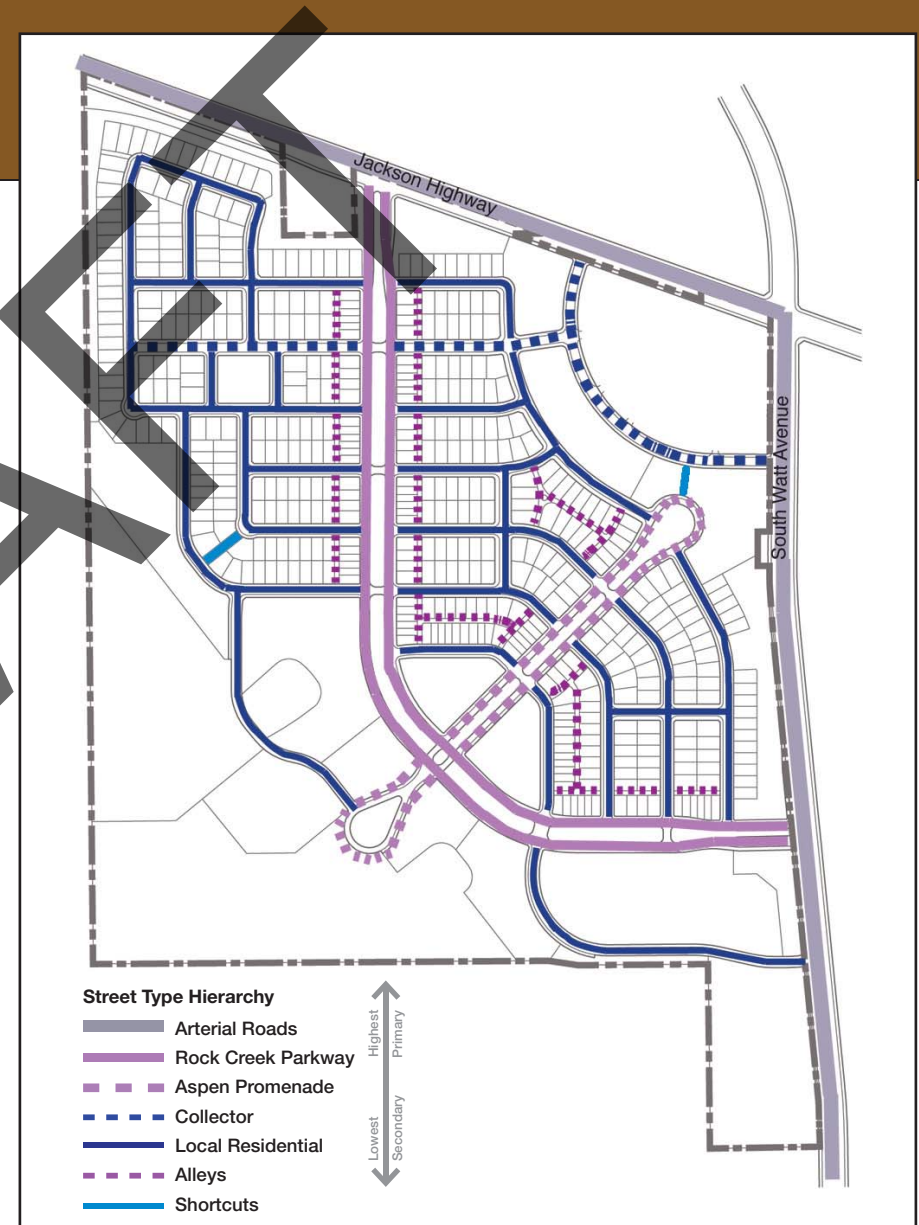 Jackson Highway
South Watt Avenue
Street Type Hierarchy
Arterial Roads
Rock Creek Parkway
Aspen Promenade
Collector
Local Residential
Alleys
Shortcuts
Highest
Primary
Lowest
Secondary